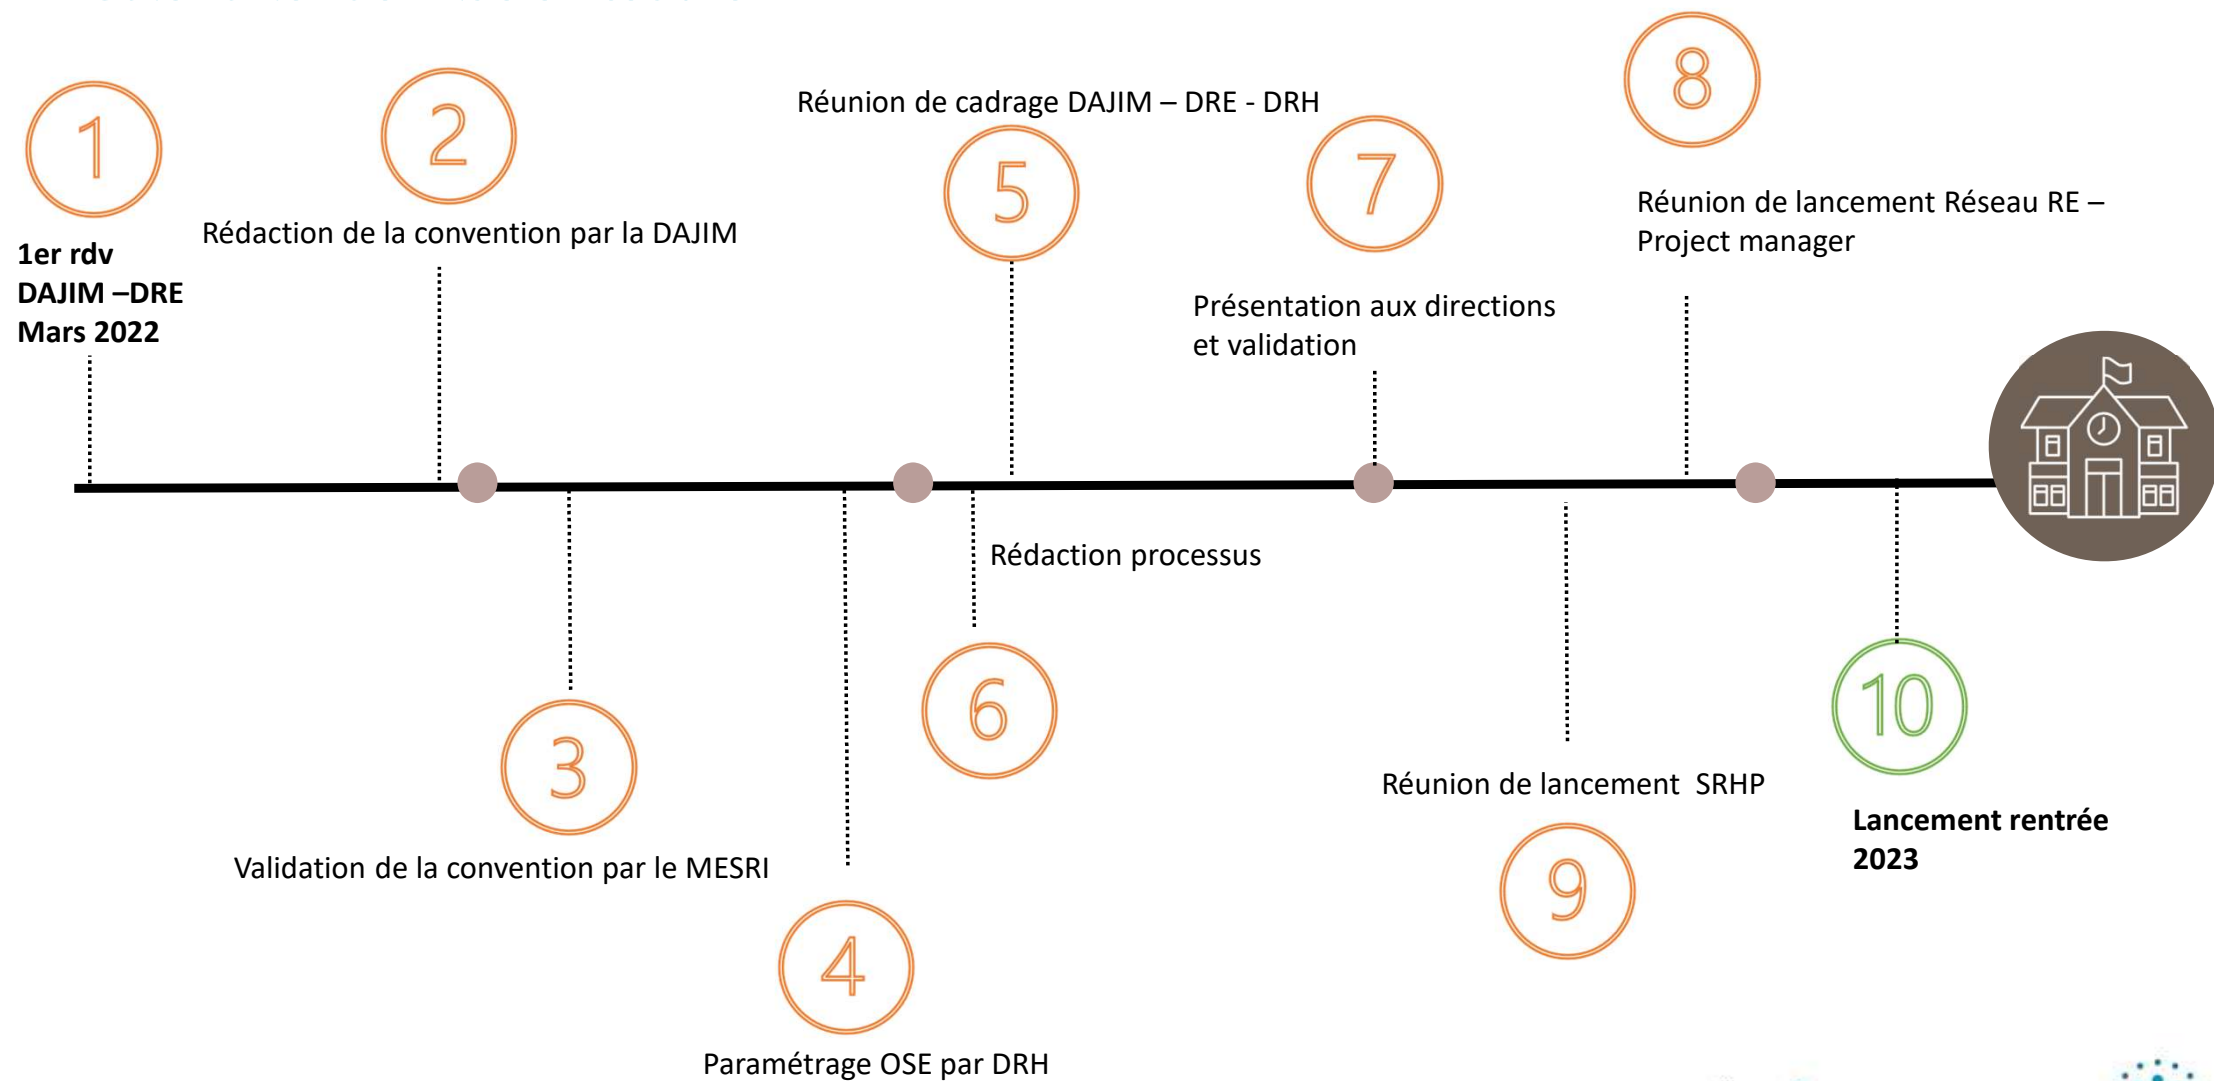 1
1er rdv
DAJIM –DRE
Mars 2022
2
Rédaction de la convention par la DAJIM
3
Validation de la convention par le MESRI
4
Paramétrage OSE par DRH
Réunion de cadrage DAJIM – DRE - DRH
5
Rédaction processus
6
7
Présentation aux directions
et validation
8
Réunion de lancement Réseau RE –
Project manager
Réunion de lancement  SRHP
9
10
Lancement rentrée
2023